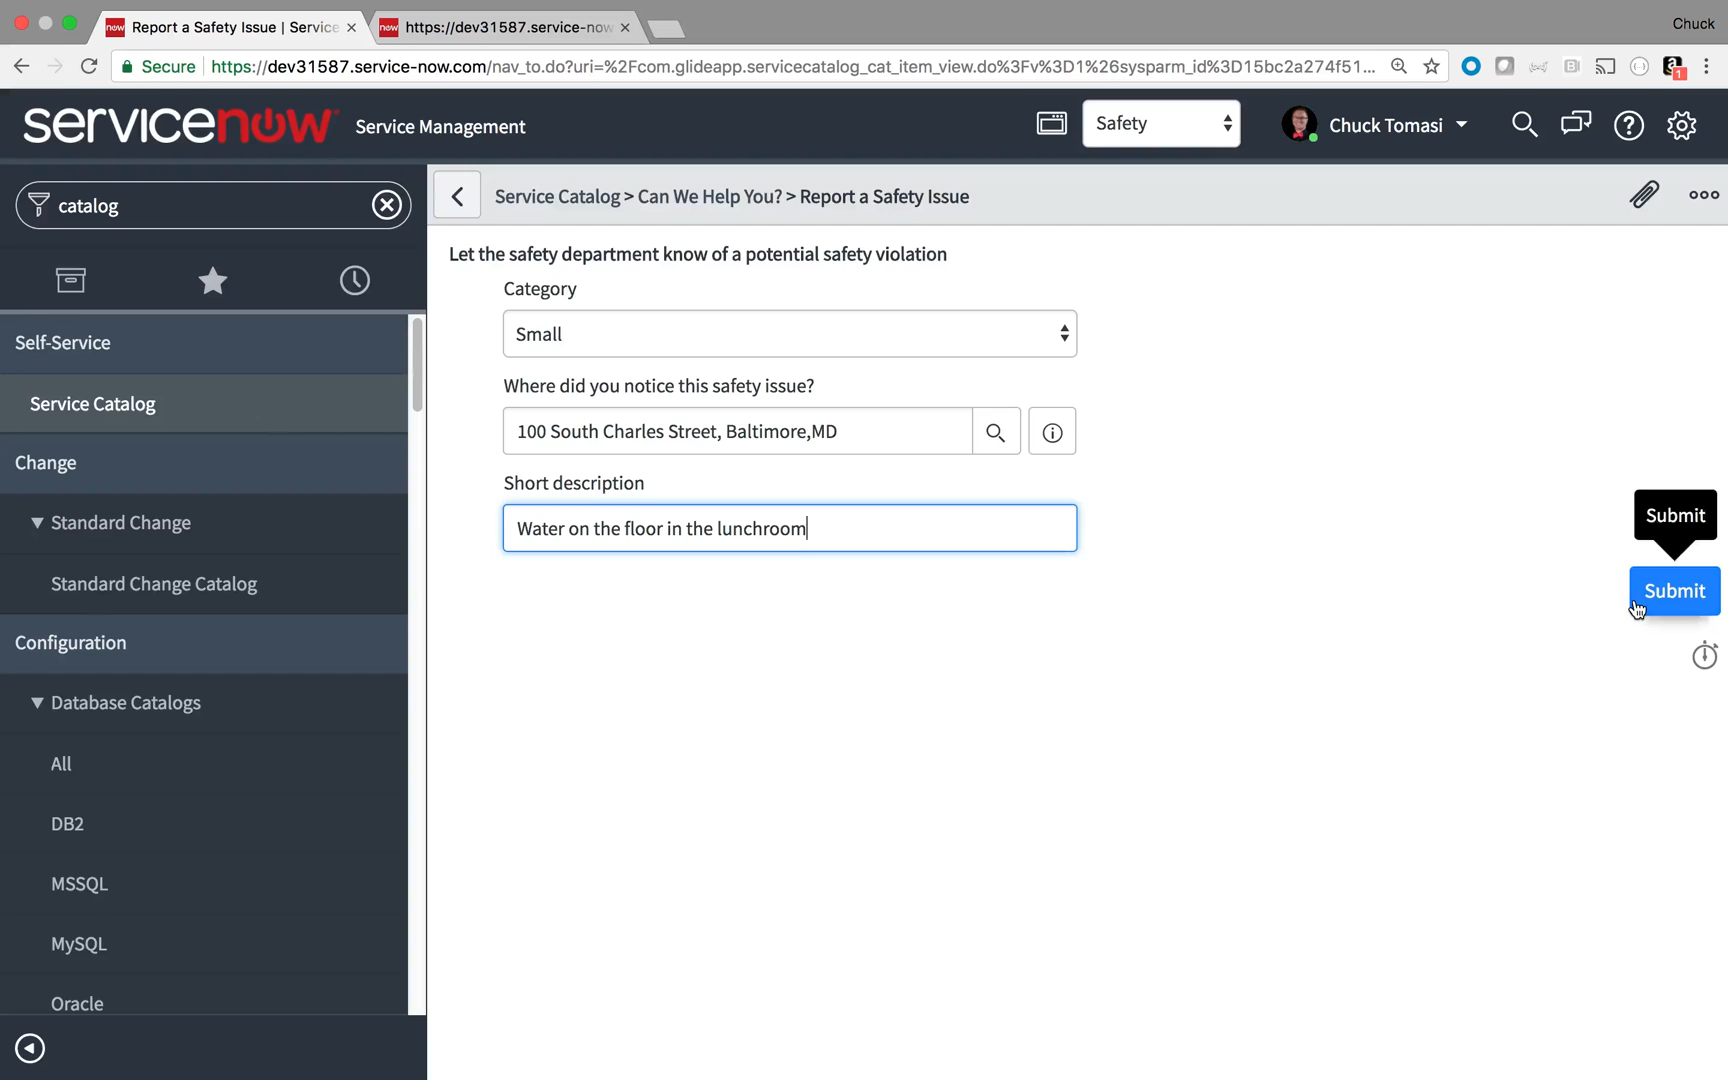 Report a Safety Issue | Service
https://dev31587.service-now
Chuck
Secure
https://dev31587.service-now.com/nav_to.do?uri=%2Fcom.glideapp.servicecatalog_cat_item_view.do%3Fv%3D1%26sysparm_id%3D15bc2a274f51...
servicenow Service Management
Safety
Chuck Tomasi
catalog
Service Catalog > Can We Help You? > Report a Safety Issue
Let the safety department know of a potential safety violation
Category
Small
Where did you notice this safety issue?
100 South Charles Street, Baltimore,MD
Short description
Water on the floor in the lunchroom
Submit
Submit
Self-Service
Service Catalog
Change
Standard Change
Standard Change Catalog
Configuration
Database Catalogs
All
DB2
MSSQL
MySQL
Oracle